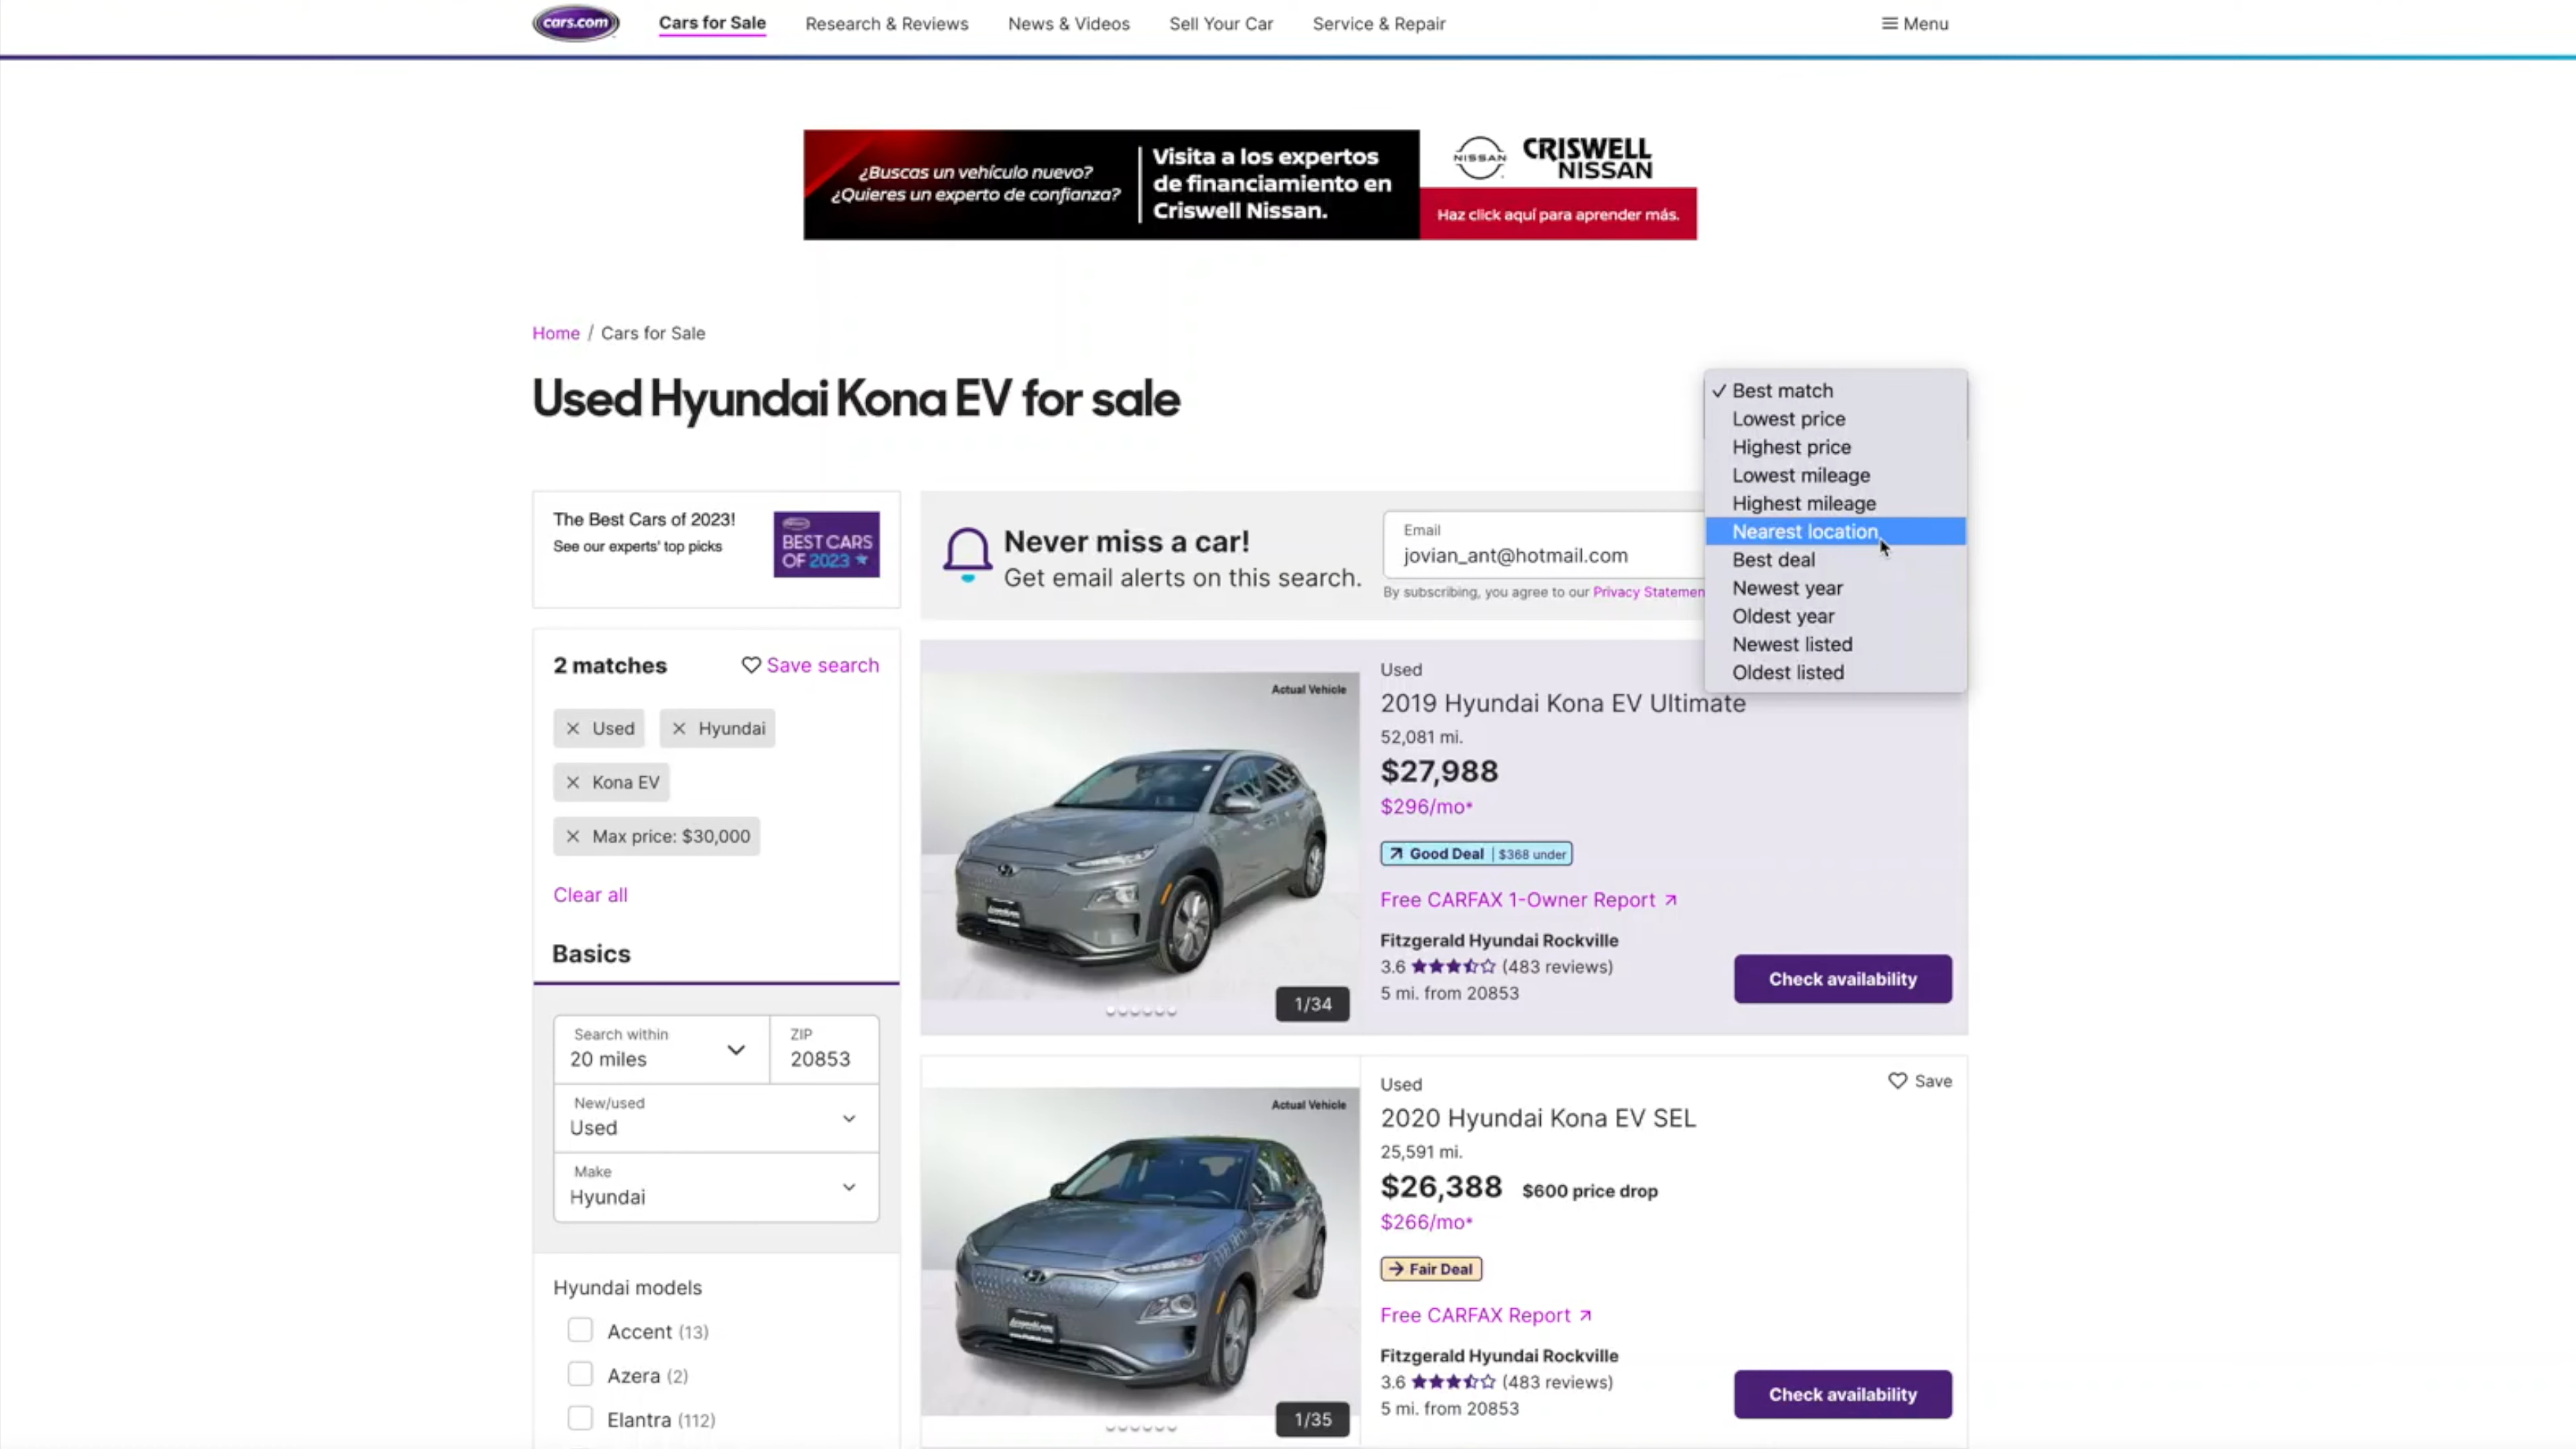 cars.com
Cars for Sale
Research & Reviews
News & Videos
Sell Your Car
Service & Repair
Menu
¿Buscas un vehículo nuevo?
¿Quieres un experto de confianza?
Visita a los expertos
de financiamiento en
Criswell Nissan.
NISSAN
CRISWELL
NISSAN
Haz click aquí para aprender más.
Home / Cars for Sale
Used Hyundai Kona EV for sale
✓ Best match
Lowest price
Highest price
Lowest mileage
Highest mileage
Nearest location
Best deal
Newest year
Oldest year
Newest listed
Oldest listed
The Best Cars of 2023!
See our experts' top picks
BEST CARS
OF 2023
Never miss a car!
Get email alerts on this search.
Email
jovian_ant@hotmail.com
By subscribing, you agree to our Privacy Statemen
2 matches
Save search
Used
Hyundai
Kona EV
Max price: $30,000
Clear all
Basics
Search within
20 miles
ZIP
20853
New/used
Used
Make
Hyundai
Hyundai models
Accent (13)
Azera (2)
Elantra (112)
Actual Vehicle
1/34
Used
2019 Hyundai Kona EV Ultimate
52,081 mi.
$27,988
$296/mo*
Good Deal | $368 under
Free CARFAX 1-Owner Report
Fitzgerald Hyundai Rockville
3.6 (483 reviews)
5 mi. from 20853
Check availability
Actual Vehicle
1/35
Used
Save
2020 Hyundai Kona EV SEL
25,591 mi.
$26,388 $600 price drop
$266/mo*
Fair Deal
Free CARFAX Report
Fitzgerald Hyundai Rockville
3.6 (483 reviews)
5 mi. from 20853
Check availability